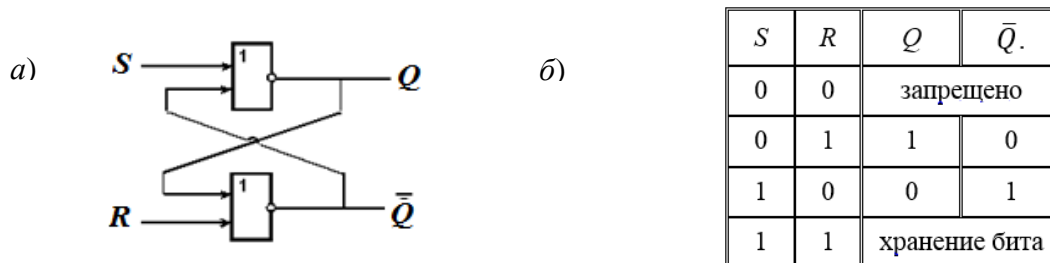 а)
S
1
Q
R
1
Q̄
б)
S R Q Q̄.
0 0 запрещено
0 1 1 0
1 0 0 1
1 1 хранение бита